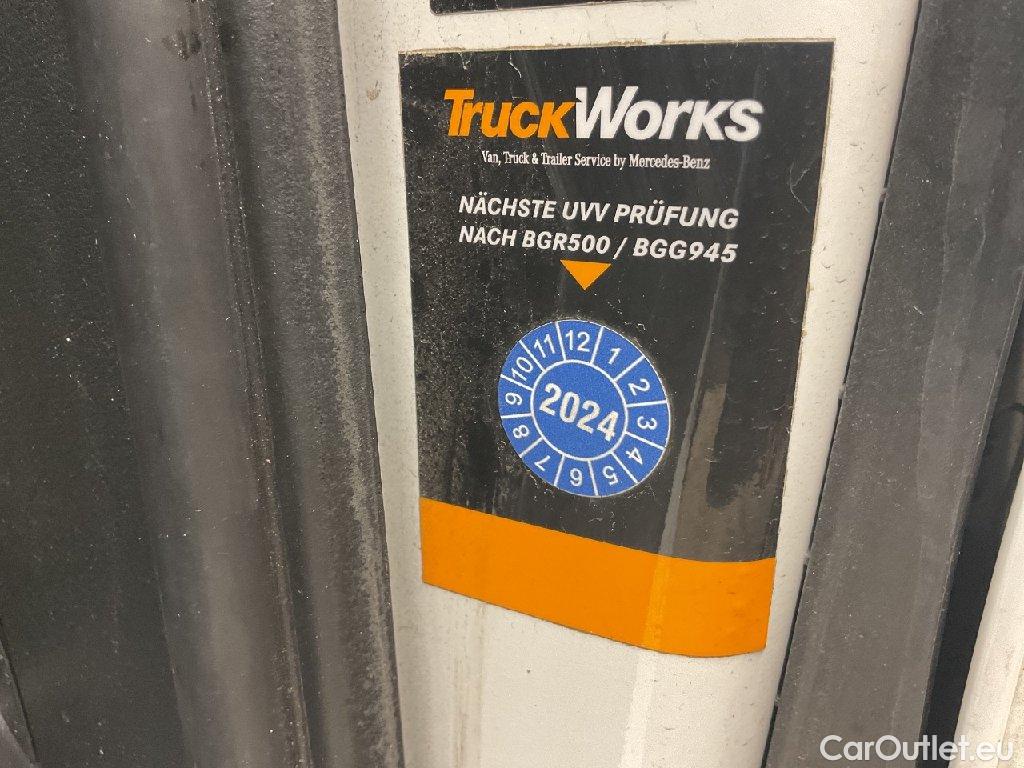 TruckWorks
Van, Truck & Trailer Service by Mercedes-Benz
NÄCHSTE UVV PRÜFUNG
NACH BGR500 / BGG945
12
1
2
3
4
5
6
7
8
9
10
11
2024
CarOutlet.eu